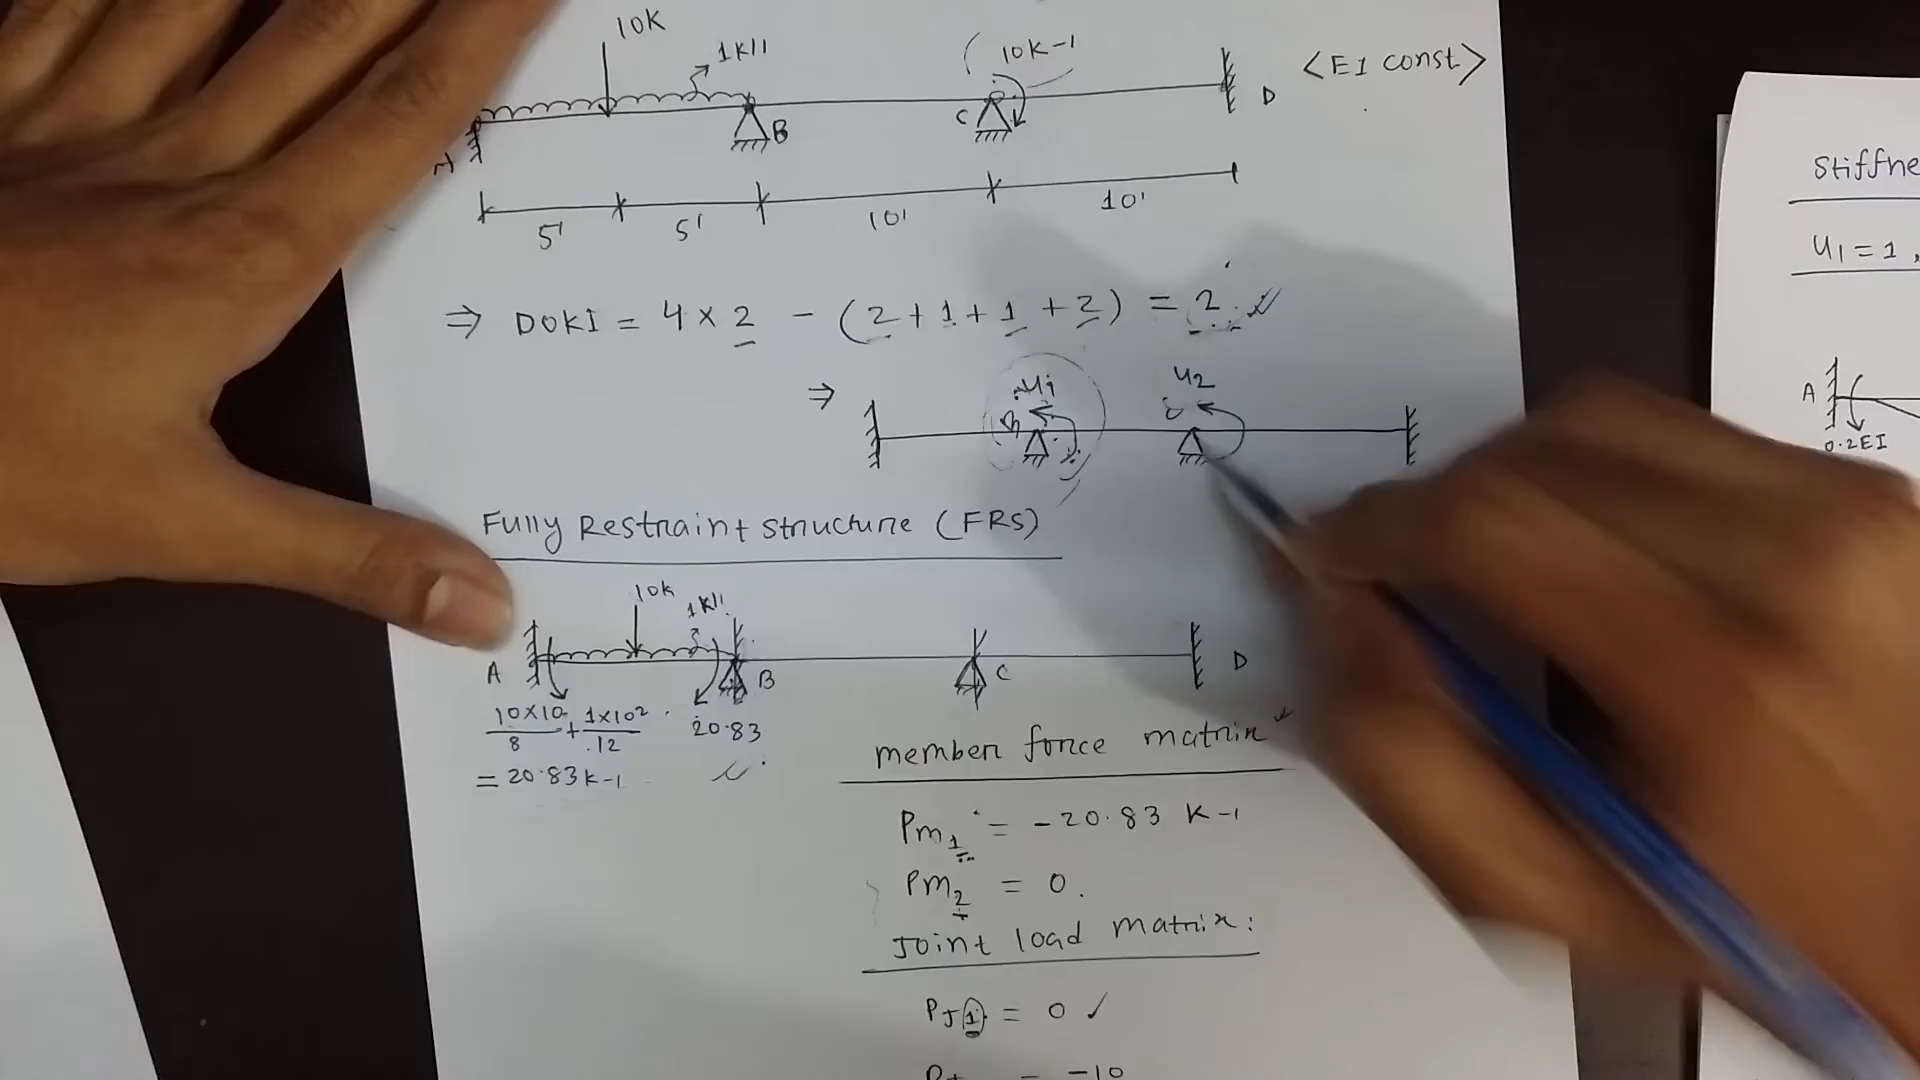 10K
1K/1
10K-1
<EI const>
A
B
C
D
5'
5'
10'
10'
⇒ DOKI = 4 × 2 - (2+1+1+2) = 2 ✓
⇒
U1
U2
B
C
Fully Restraint structure (FRS)
10K
1K/1
A
B
C
D
10×10/8 + 1×10²/12
= 20.83 K-1
20.83
member force matrix
Pm1 = -20.83 K-1
Pm2 = 0.
Joint load matrix:
PJ1 = 0 ✓
= -10
Stiffne
U1 = 1,
A
0.2EI